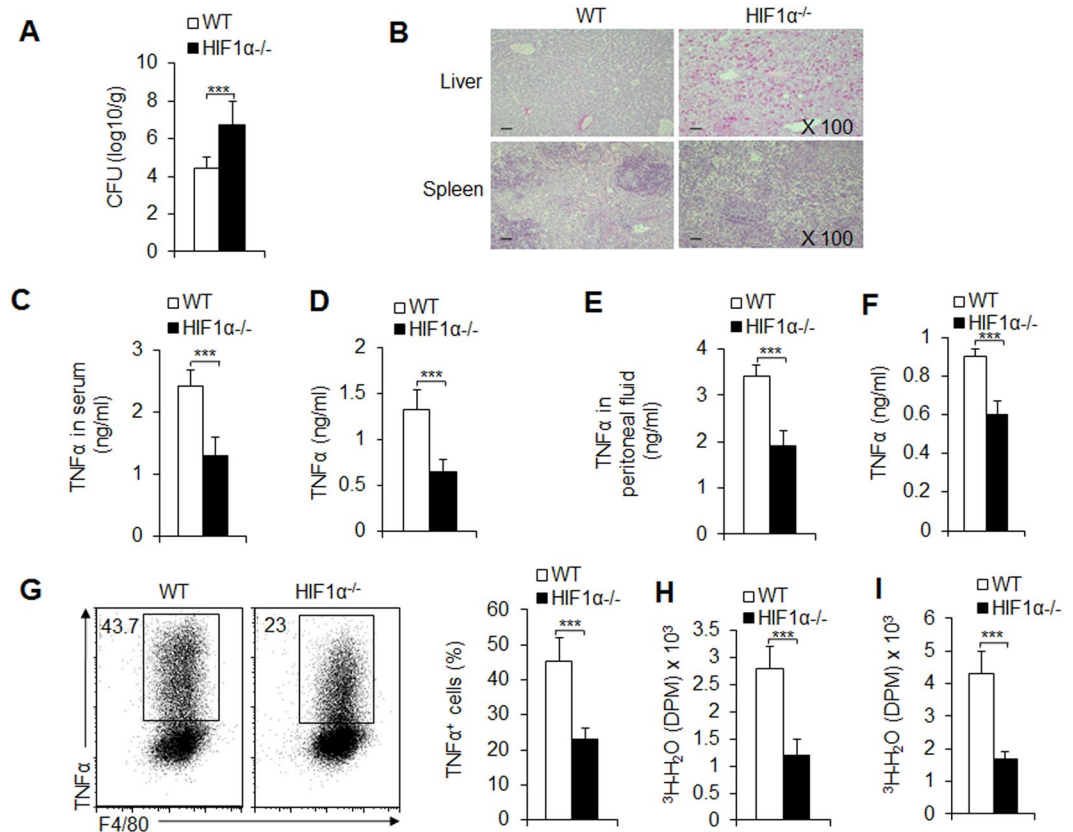 A
WT
HIF1α-/-
CFU (log10/g)
10
8
6
4
2
0
***
B
WT
HIF1α-/-
Liver
X 100
Spleen
X 100
C
WT
HIF1α-/-
TNFα in serum
(ng/ml)
3
2
1
0
***
D
WT
HIF1α-/-
TNFα (ng/ml)
2
1.5
1
0.5
0
***
E
WT
HIF1α-/-
TNFα in
peritoneal fluid
(ng/ml)
4
3
2
1
0
***
F
WT
HIF1α-/-
TNFα (ng/ml)
1
0.8
0.6
0.4
0.2
0
***
G
WT
HIF1α-/-
43.7
23
TNFα
F4/80
WT
HIF1α-/-
TNFα+ cells (%)
60
50
40
30
20
10
0
***
H
WT
HIF1α-/-
³H-H₂O (DPM) x 10³
3.5
3
2.5
2
1.5
1
0.5
0
***
I
WT
HIF1α-/-
³H-H₂O (DPM) x 10³
6
5
4
3
2
1
0
***